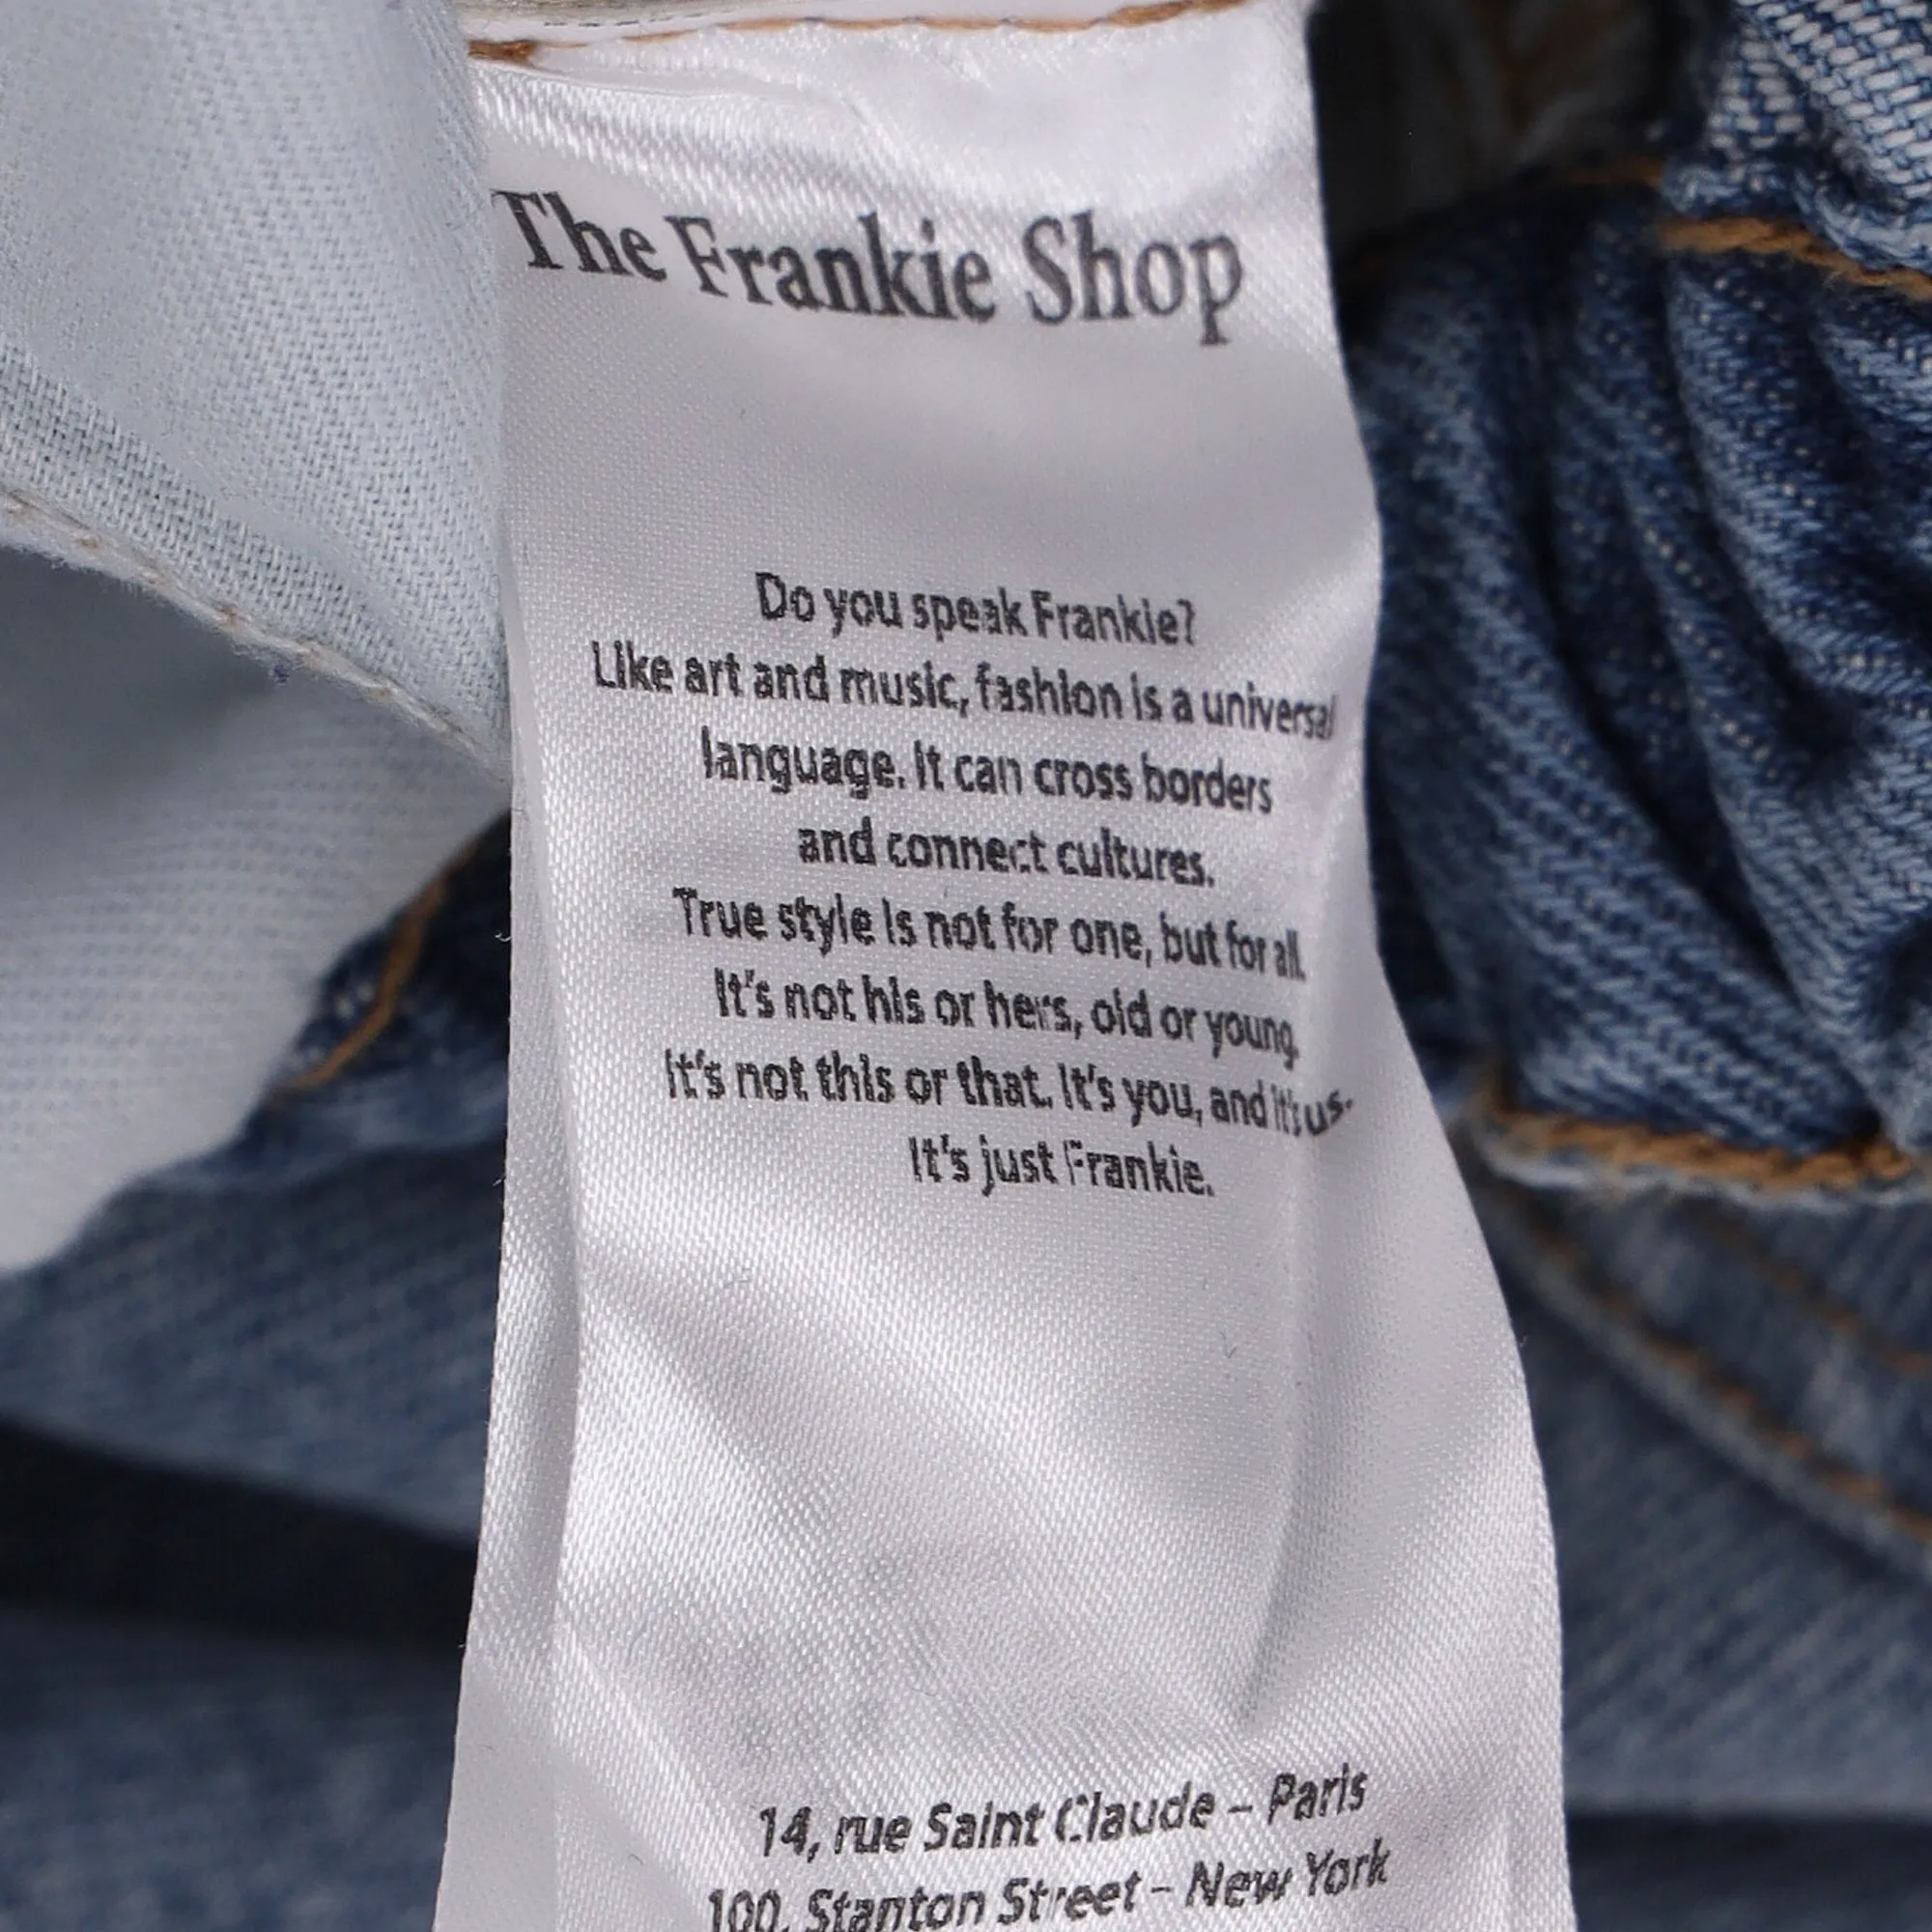 The Frankie Shop
Do you speak Frankie?
Like art and music, fashion is a universal
language. It can cross borders
and connect cultures.
True style is not for one, but for all.
It's not his or hers, old or young.
It's not this or that. It's you, and it's us.
It's just Frankie.
14, rue Saint Claude – Paris
100, Stanton Street – New York